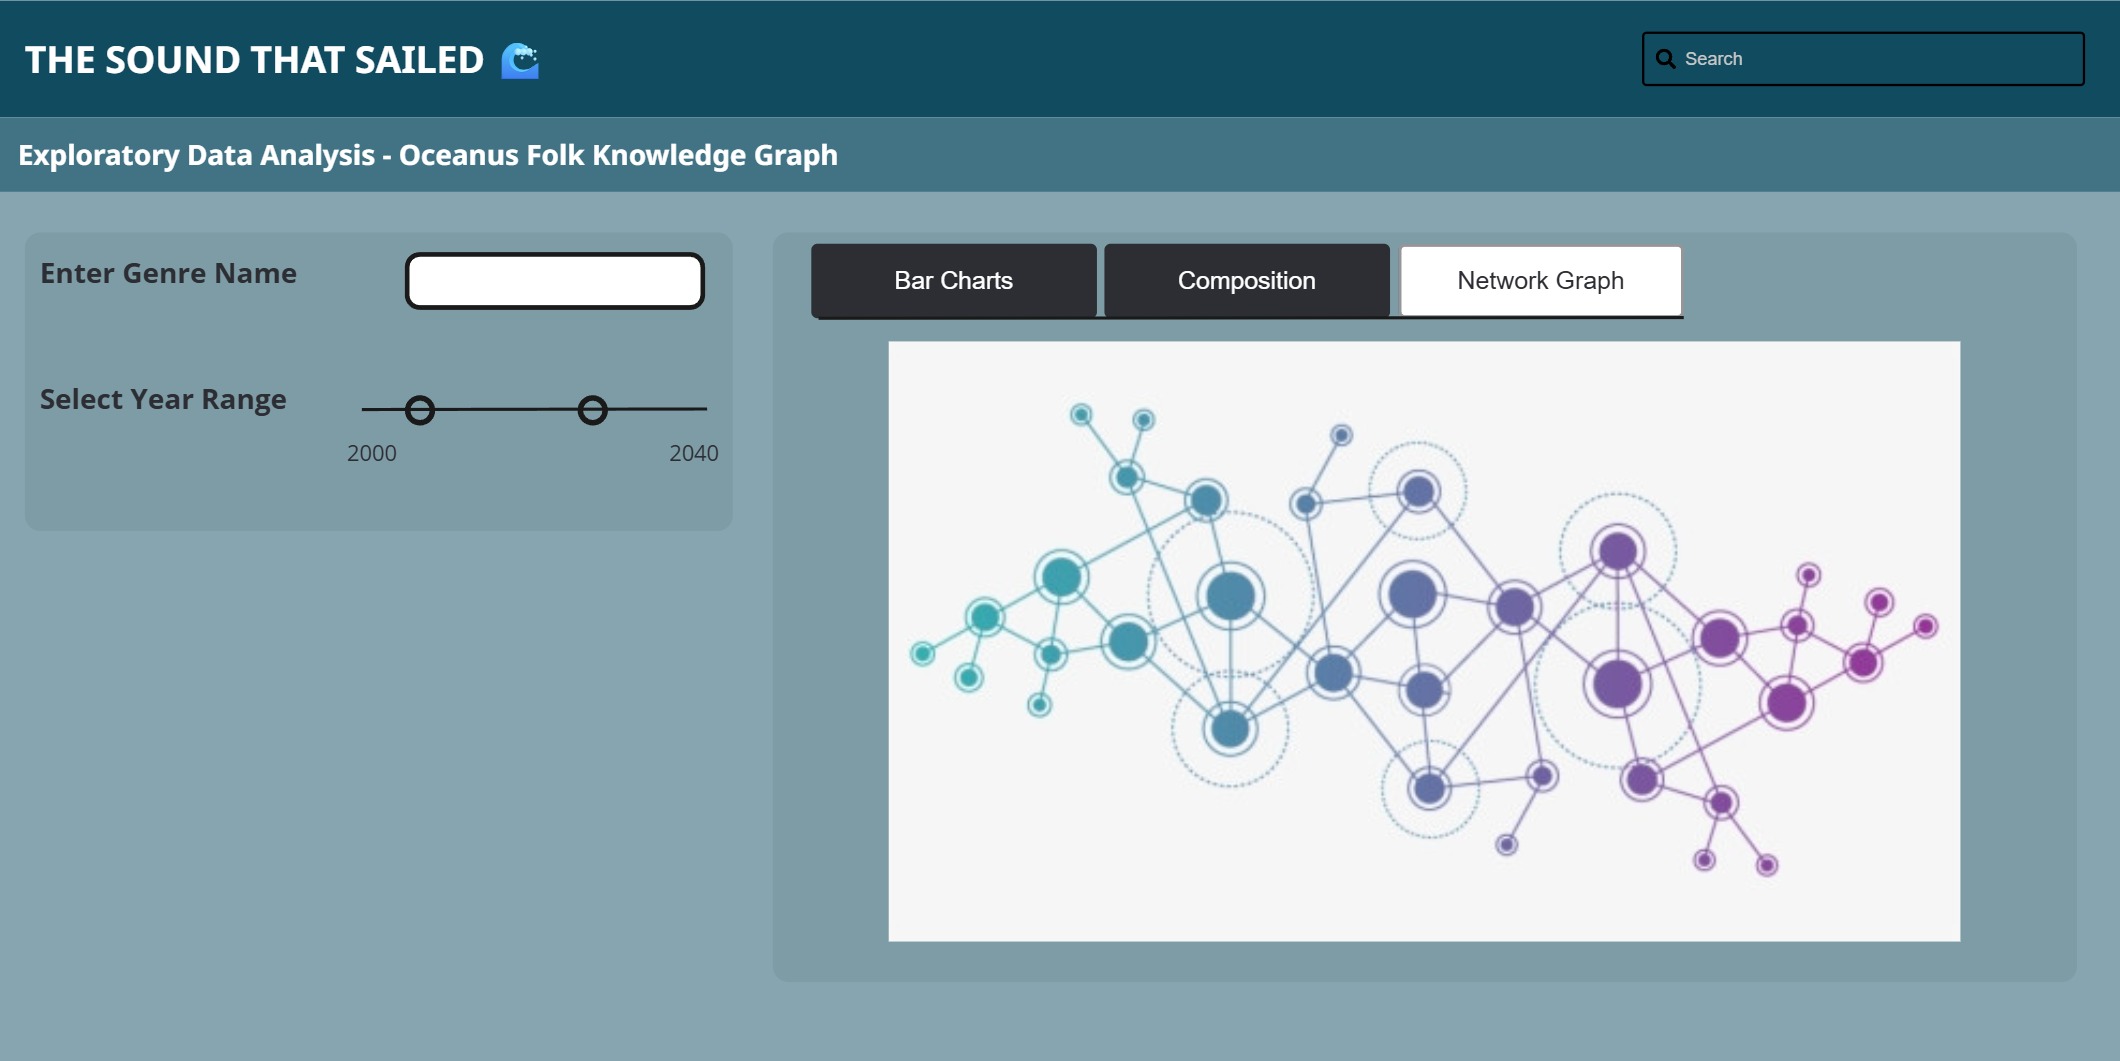 THE SOUND THAT SAILED 🌊
Search
Exploratory Data Analysis - Oceanus Folk Knowledge Graph
Enter Genre Name
Select Year Range
2000 2040
Bar Charts Composition Network Graph